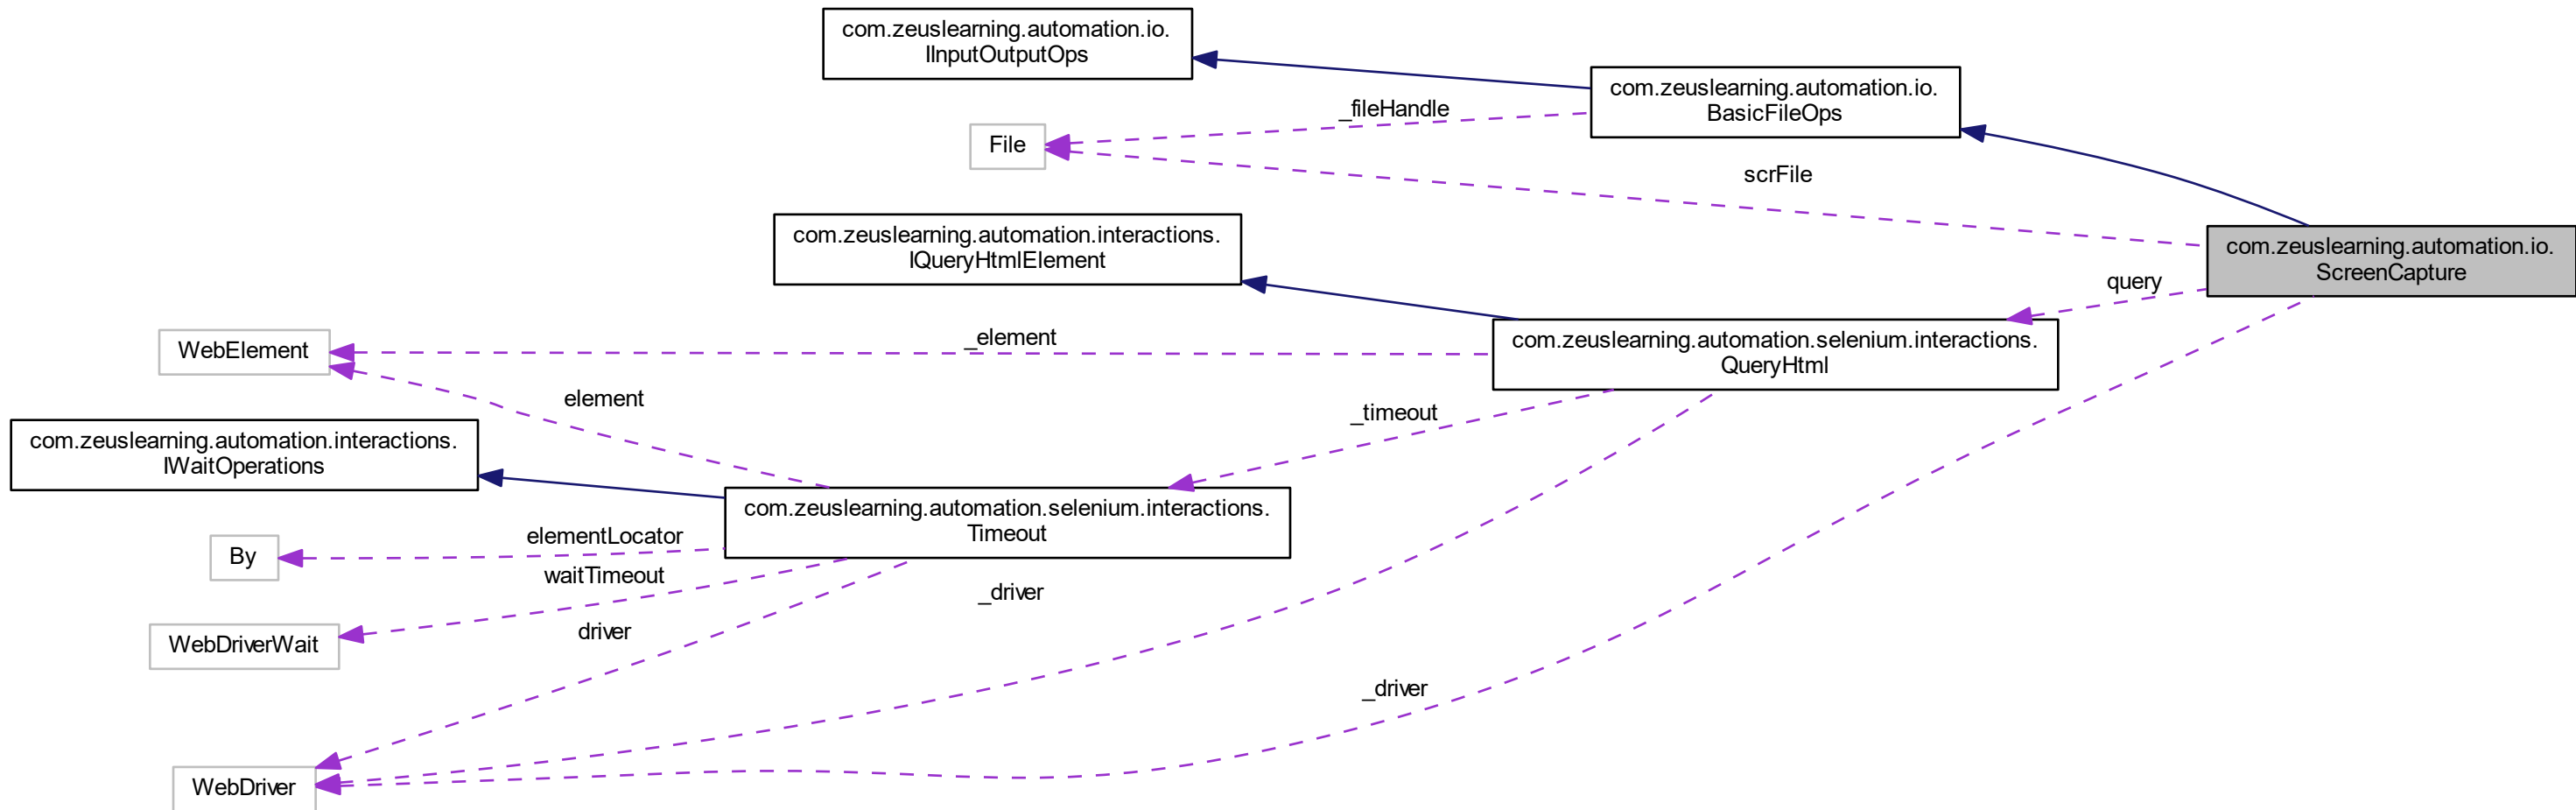 com.zeuslearning.automation.io.
IInputOutputOps
com.zeuslearning.automation.io.
BasicFileOps
_fileHandle
File
scrFile
com.zeuslearning.automation.interactions.
IQueryHtmlElement
com.zeuslearning.automation.io.
ScreenCapture
query
com.zeuslearning.automation.selenium.interactions.
QueryHtml
_element
WebElement
element
_timeout
com.zeuslearning.automation.interactions.
IWaitOperations
com.zeuslearning.automation.selenium.interactions.
Timeout
elementLocator
By
waitTimeout
_driver
driver
WebDriverWait
_driver
WebDriver